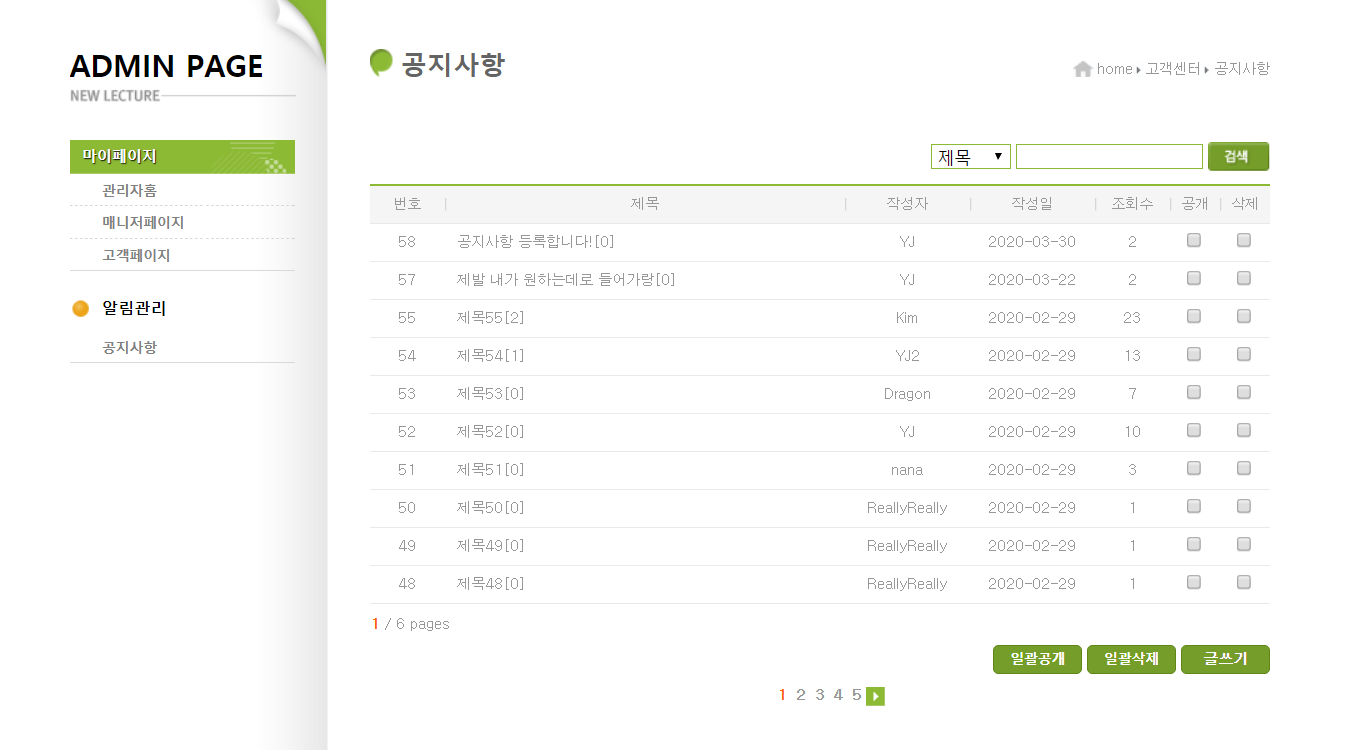 ADMIN PAGE
NEW LECTURE
마이페이지
관리자홈
매니저페이지
고객페이지
알림관리
공지사항
공지사항
home 고객센터 공지사항
제목 검색
번호 제목 작성자 작성일 조회수 공개 삭제
58 공지사항 등록합니다![0] YJ 2020-03-30 2
57 제발 내가 원하는데로 들어가랑[0] YJ 2020-03-22 2
55 제목55[2] Kim 2020-02-29 23
54 제목54[1] YJ2 2020-02-29 13
53 제목53[0] Dragon 2020-02-29 7
52 제목52[0] YJ 2020-02-29 10
51 제목51[0] nana 2020-02-29 3
50 제목50[0] ReallyReally 2020-02-29 1
49 제목49[0] ReallyReally 2020-02-29 1
48 제목48[0] ReallyReally 2020-02-29 1
1 / 6 pages
일괄공개 일괄삭제 글쓰기
1 2 3 4 5